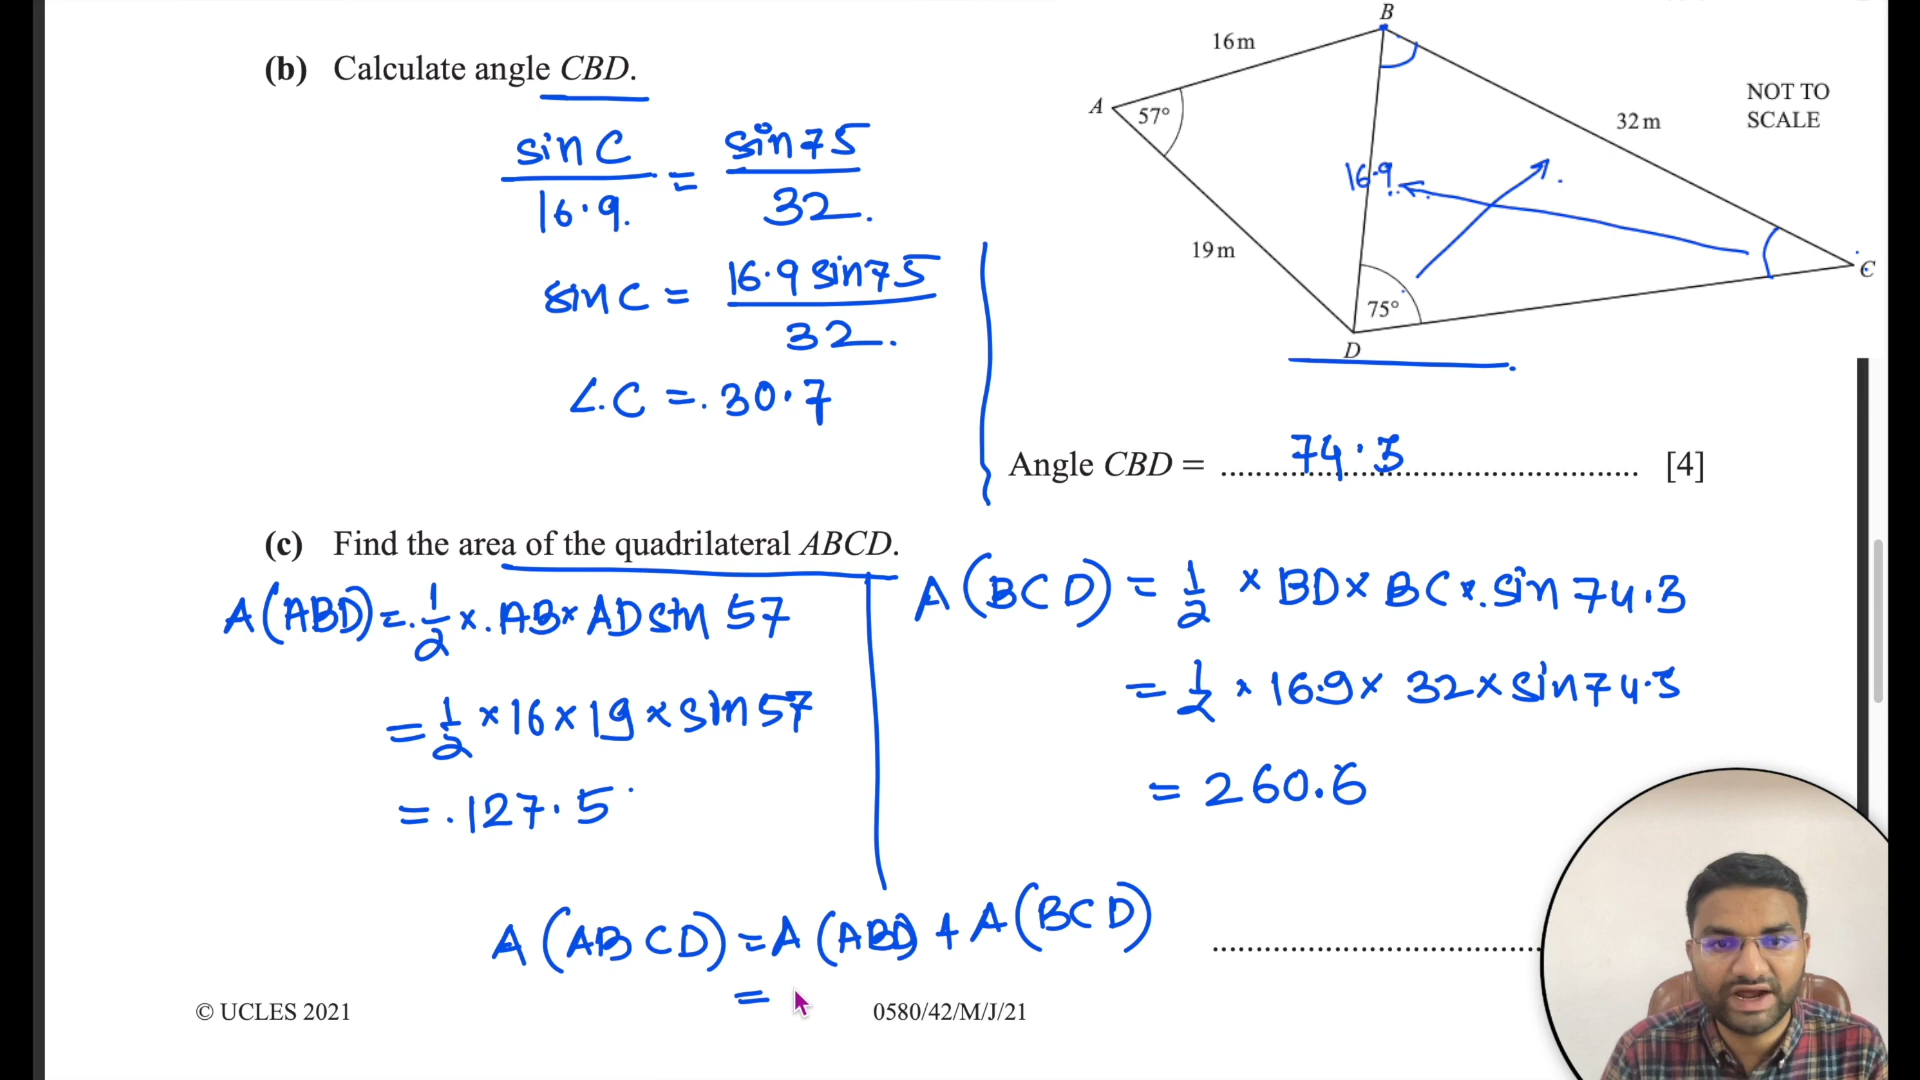 B
16m
(b) Calculate angle CBD.
NOT TO
SCALE
A
57°
32m
sin C / 16.9. = sin 75 / 32.
16.9
19m
C
sin C = 16.9 sin 75 / 32.
75°
D
∠.C =. 30.7
Angle CBD = 74.3 [4]
(c) Find the area of the quadrilateral ABCD.
A(ABD) =. 1/2 x. AB x AD sin 57
= 1/2 x 16 x 19 x sin 57
=. 127.5
A(BCD) = 1/2 x BD x BC x. sin 74.3
= 1/2 x 16.9 x 32 x sin 74.3
= 260.6
A(ABCD) = A(ABD) + A(BCD)
=
© UCLES 2021
0580/42/M/J/21